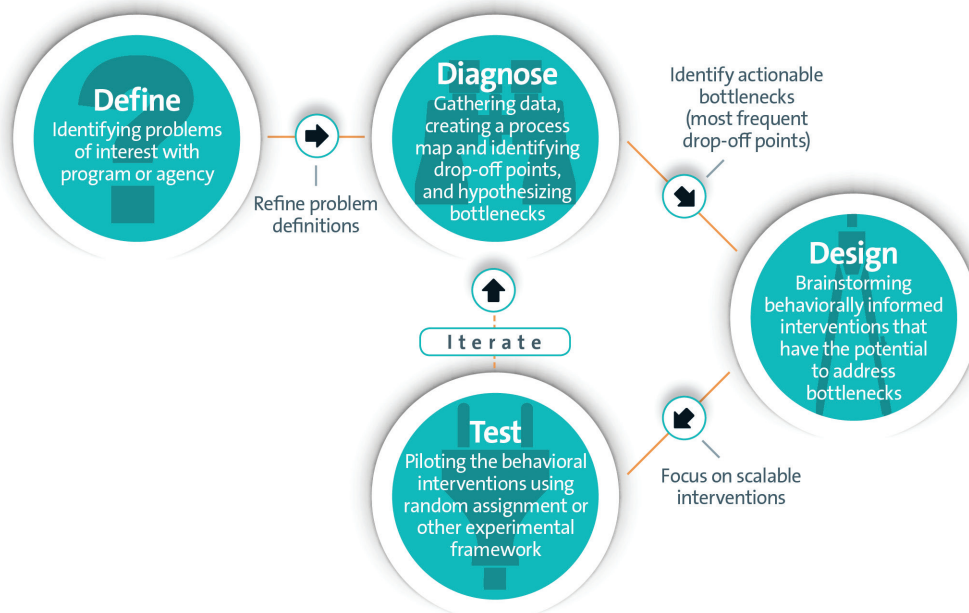 Define
Identifying problems
of interest with
program or agency
Refine problem
definitions
Diagnose
Gathering data,
creating a process
map and identifying
drop-off points,
and hypothesizing
bottlenecks
Identify actionable
bottlenecks
(most frequent
drop-off points)
Design
Brainstorming
behaviorally informed
interventions that
have the potential
to address
bottlenecks
Focus on scalable
interventions
Test
Piloting the behavioral
interventions using
random assignment or
other experimental
framework
Iterate